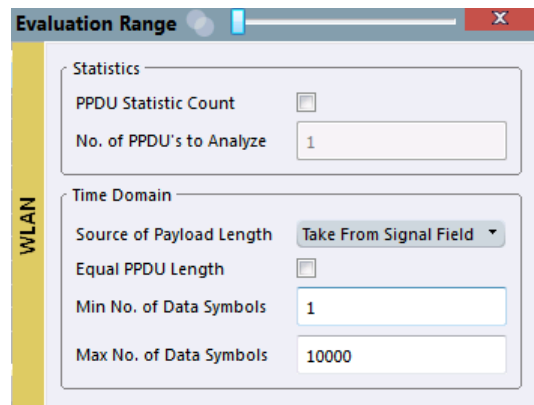 Evaluation Range
WLAN
Statistics
PPDU Statistic Count
No. of PPDU's to Analyze 1
Time Domain
Source of Payload Length Take From Signal Field
Equal PPDU Length
Min No. of Data Symbols 1
Max No. of Data Symbols 10000